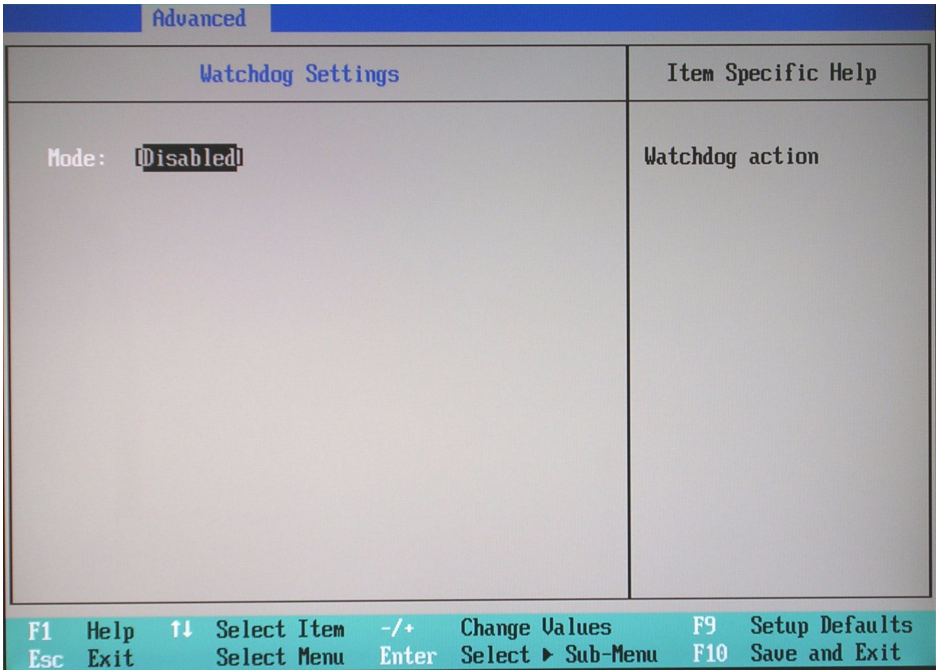 Advanced
Watchdog Settings
Item Specific Help
Mode: [Disabled]
Watchdog action
F1 Help ↑↓ Select Item -/+ Change Values F9 Setup Defaults
Esc Exit Select Menu Enter Select ▶ Sub-Menu F10 Save and Exit